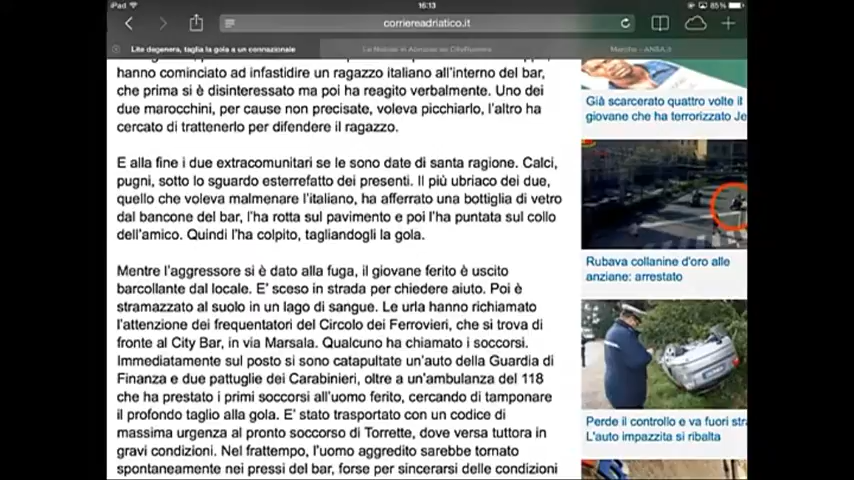 iPad
16:13
85%
corriereadriatico.it
Lite degenera, taglia la gola a un connazionale
Marche - ANSA.it
hanno cominciato ad infastidire un ragazzo italiano all'interno del bar,
che prima si è disinteressato ma poi ha reagito verbalmente. Uno dei
due marocchini, per cause non precisate, voleva picchiarlo, l'altro ha
cercato di trattenerlo per difendere il ragazzo.
E alla fine i due extracomunitari se le sono date di santa ragione. Calci,
pugni, sotto lo sguardo esterrefatto dei presenti. Il più ubriaco dei due,
quello che voleva malmenare l'italiano, ha afferrato una bottiglia di vetro
dal bancone del bar, l'ha rotta sul pavimento e poi l'ha puntata sul collo
dell'amico. Quindi l'ha colpito, tagliandogli la gola.
Mentre l'aggressore si è dato alla fuga, il giovane ferito è uscito
barcollante dal locale. E' sceso in strada per chiedere aiuto. Poi è
stramazzato al suolo in un lago di sangue. Le urla hanno richiamato
l'attenzione dei frequentatori del Circolo dei Ferrovieri, che si trova di
fronte al City Bar, in via Marsala. Qualcuno ha chiamato i soccorsi.
Immediatamente sul posto si sono catapultate un'auto della Guardia di
Finanza e due pattuglie dei Carabinieri, oltre a un'ambulanza del 118
che ha prestato i primi soccorsi all'uomo ferito, cercando di tamponare
il profondo taglio alla gola. E' stato trasportato con un codice di
massima urgenza al pronto soccorso di Torrette, dove versa tuttora in
gravi condizioni. Nel frattempo, l'uomo aggredito sarebbe tornato
spontaneamente nei pressi del bar, forse per sincerarsi delle condizioni
Già scarcerato quattro volte il
giovane che ha terrorizzato Je
Rubava collanine d'oro alle
anziane: arrestato
Perde il controllo e va fuori stra
L'auto impazzita si ribalta